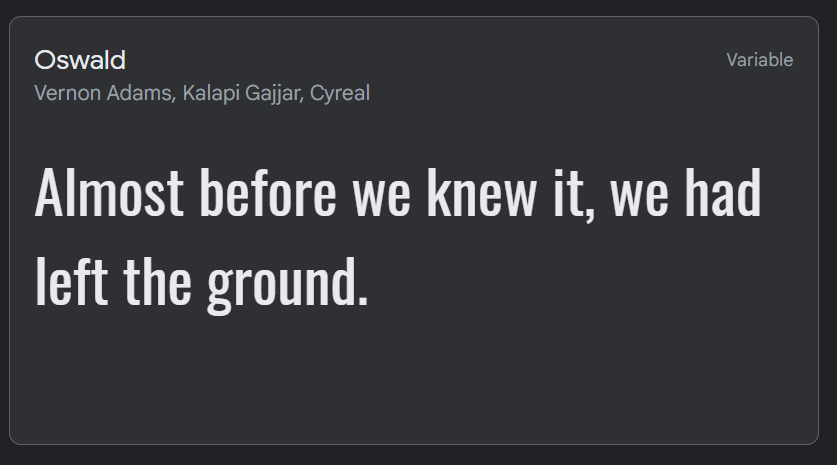 Oswald
Variable
Vernon Adams, Kalapi Gajjar, Cyreal
Almost before we knew it, we had
left the ground.